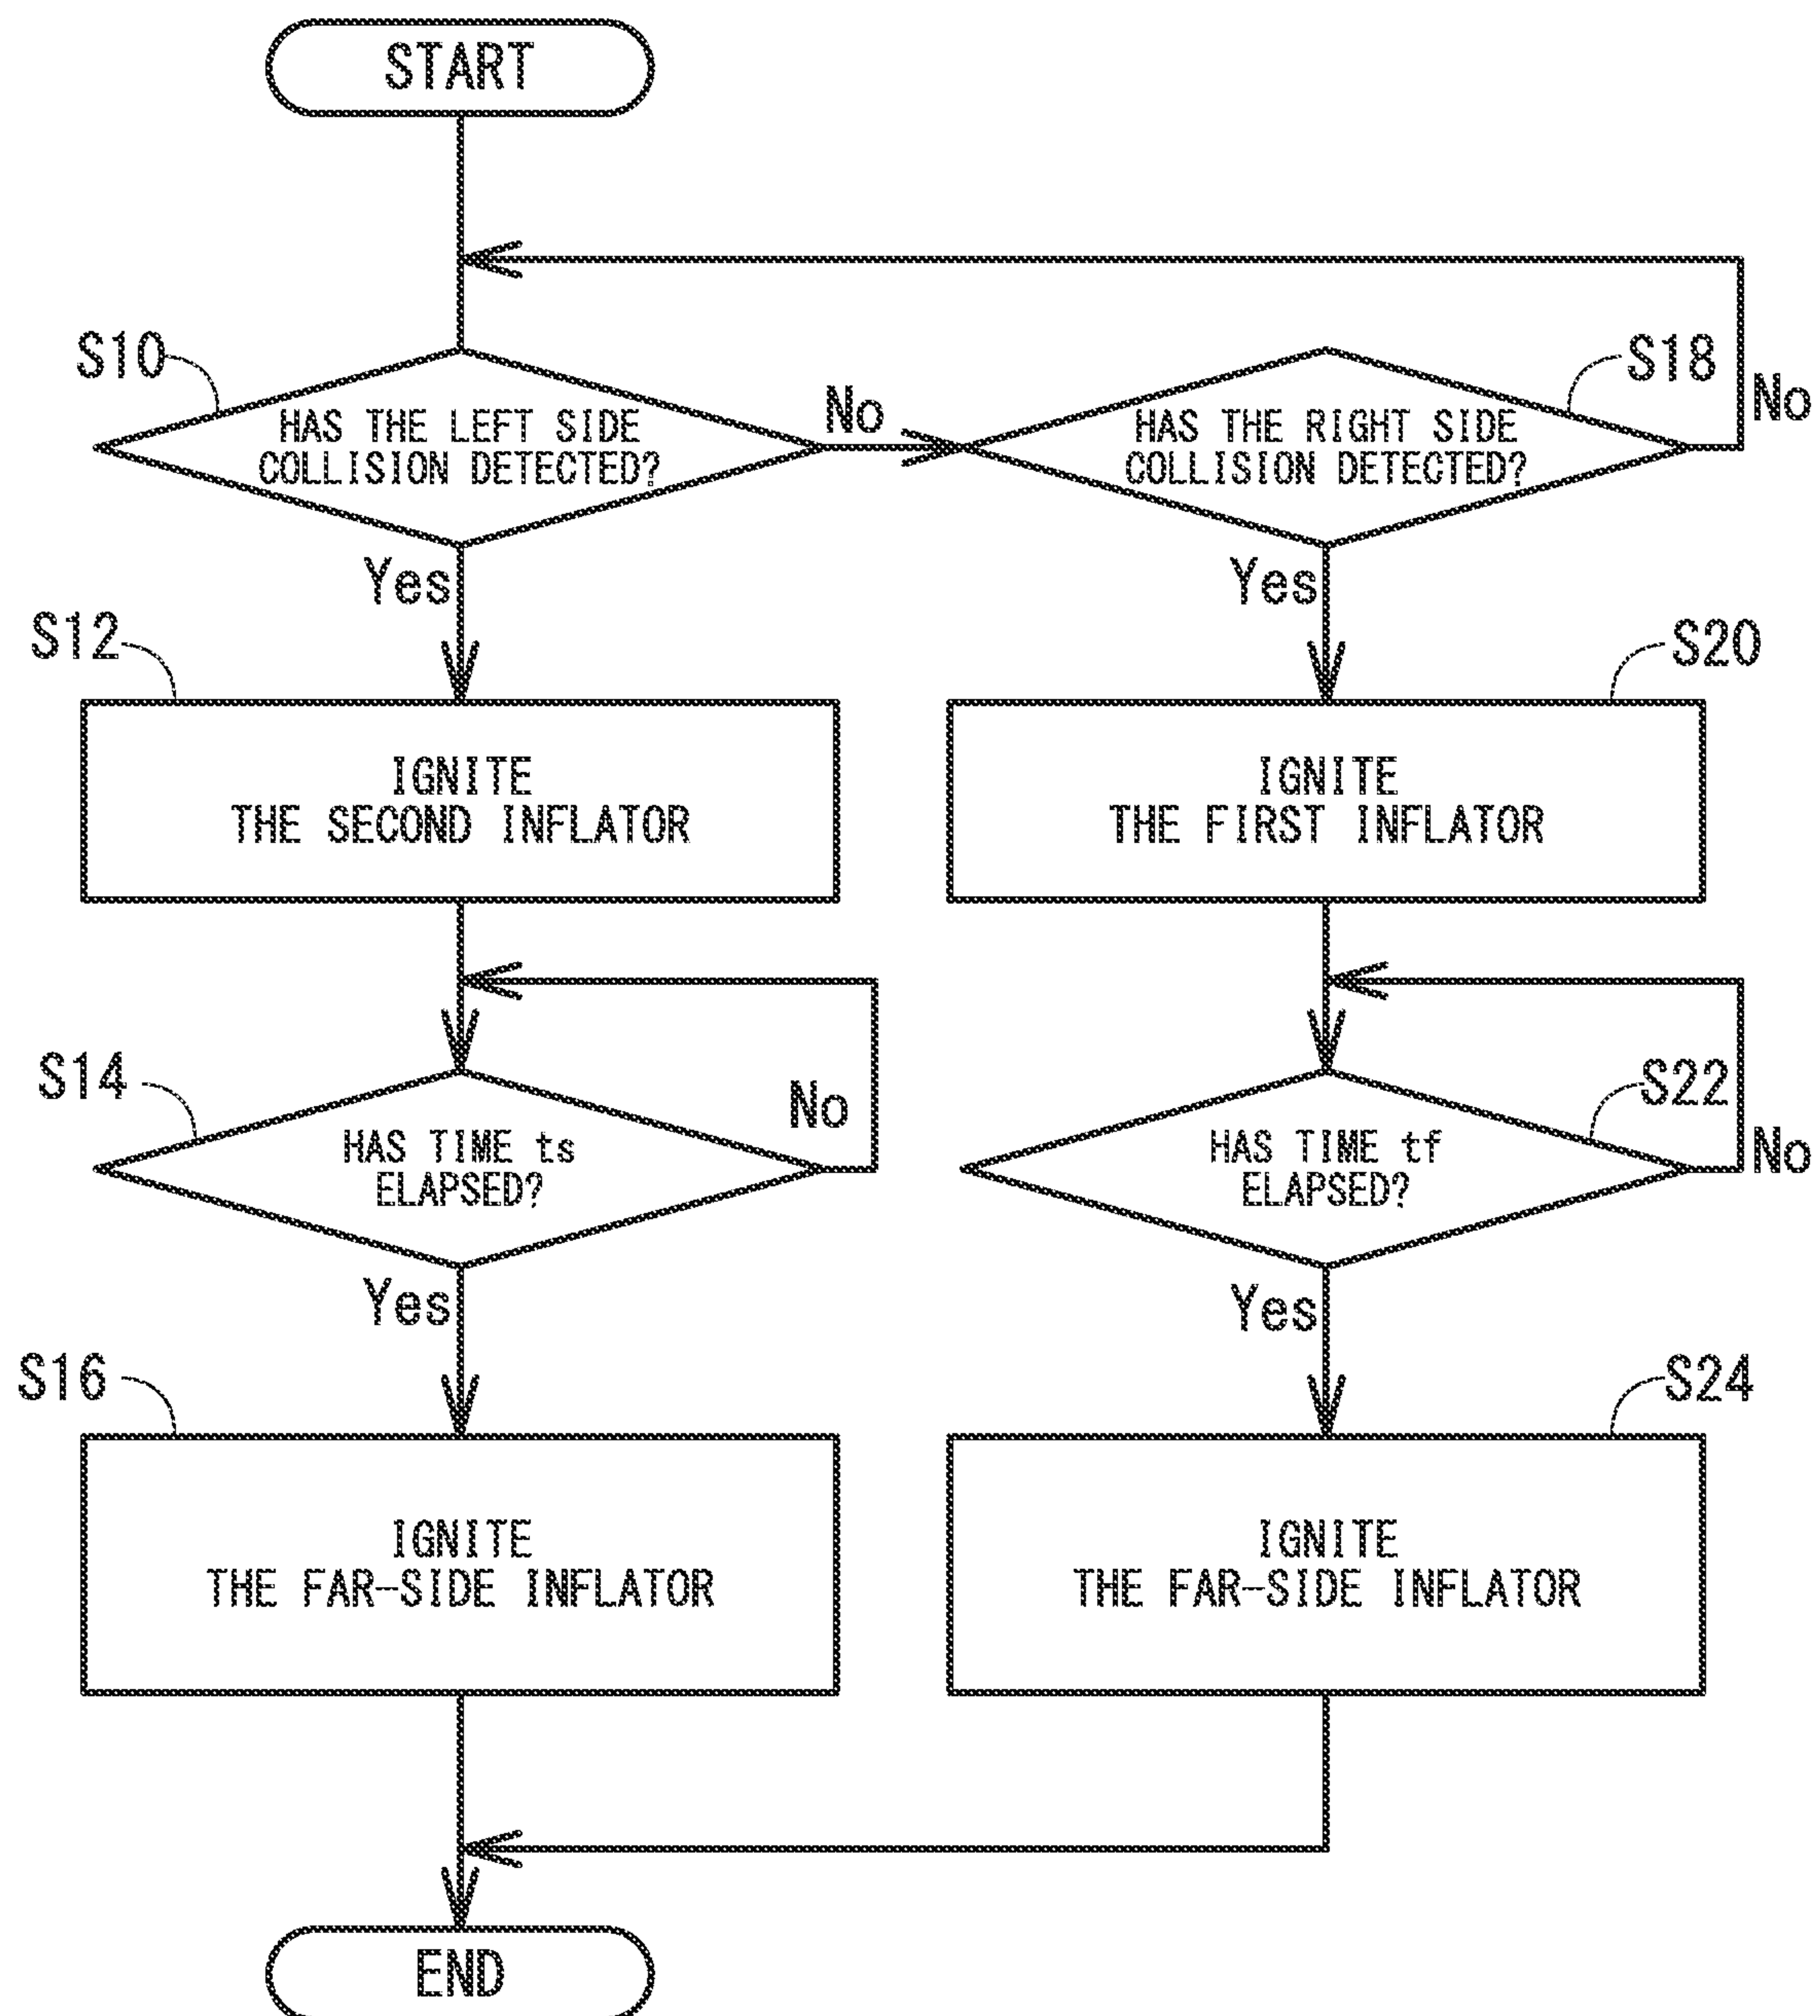 START
S10
HAS THE LEFT SIDE
COLLISION DETECTED?
No
S18
HAS THE RIGHT SIDE
COLLISION DETECTED?
No
Yes
Yes
S12
IGNITE
THE SECOND INFLATOR
S20
IGNITE
THE FIRST INFLATOR
S14
HAS TIME ts
ELAPSED?
No
S22
HAS TIME tf
ELAPSED?
No
Yes
Yes
S16
IGNITE
THE FAR-SIDE INFLATOR
S24
IGNITE
THE FAR-SIDE INFLATOR
END